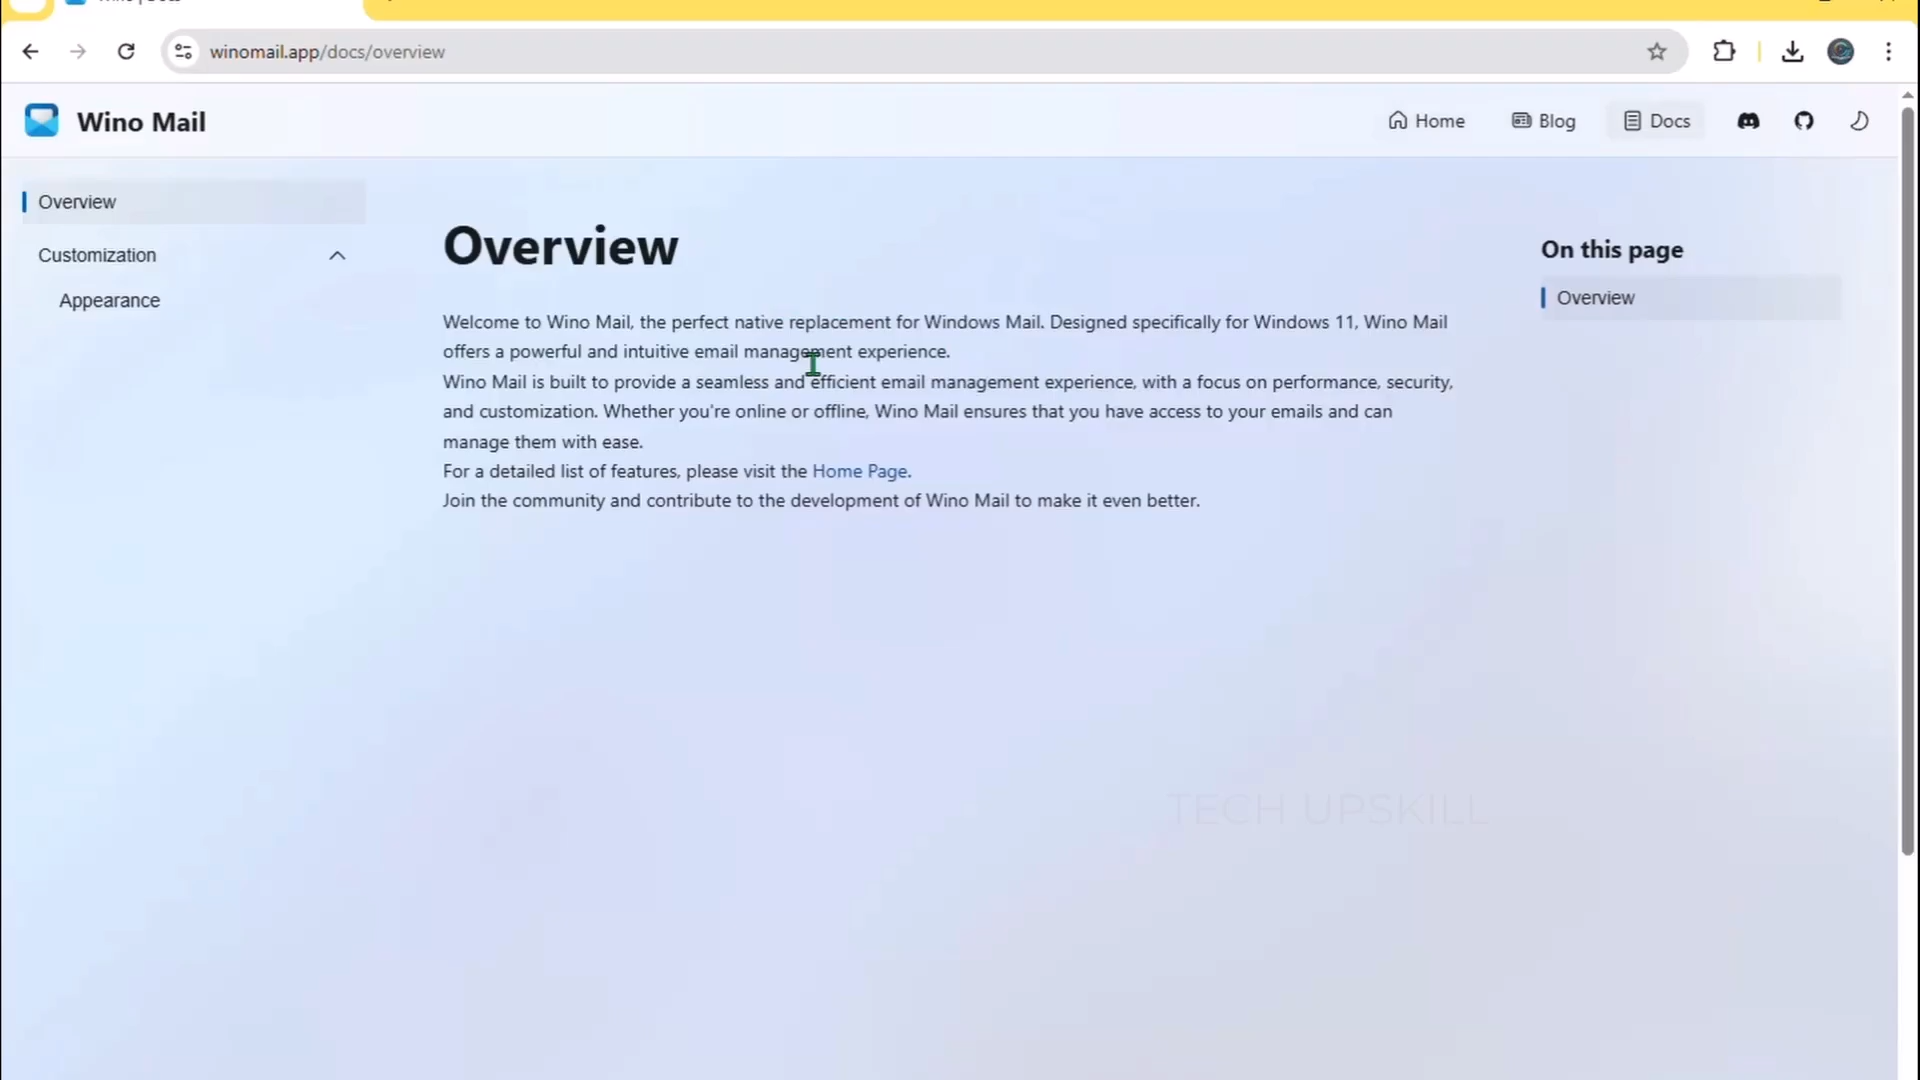 winomail.app/docs/overview
Wino Mail
Home
Blog
Docs
Overview
Customization
Appearance
Overview
Welcome to Wino Mail, the perfect native replacement for Windows Mail. Designed specifically for Windows 11, Wino Mail
offers a powerful and intuitive email management experience.
Wino Mail is built to provide a seamless and efficient email management experience, with a focus on performance, security,
and customization. Whether you're online or offline, Wino Mail ensures that you have access to your emails and can
manage them with ease.
For a detailed list of features, please visit the Home Page.
Join the community and contribute to the development of Wino Mail to make it even better.
On this page
Overview
TECH UPSKILL